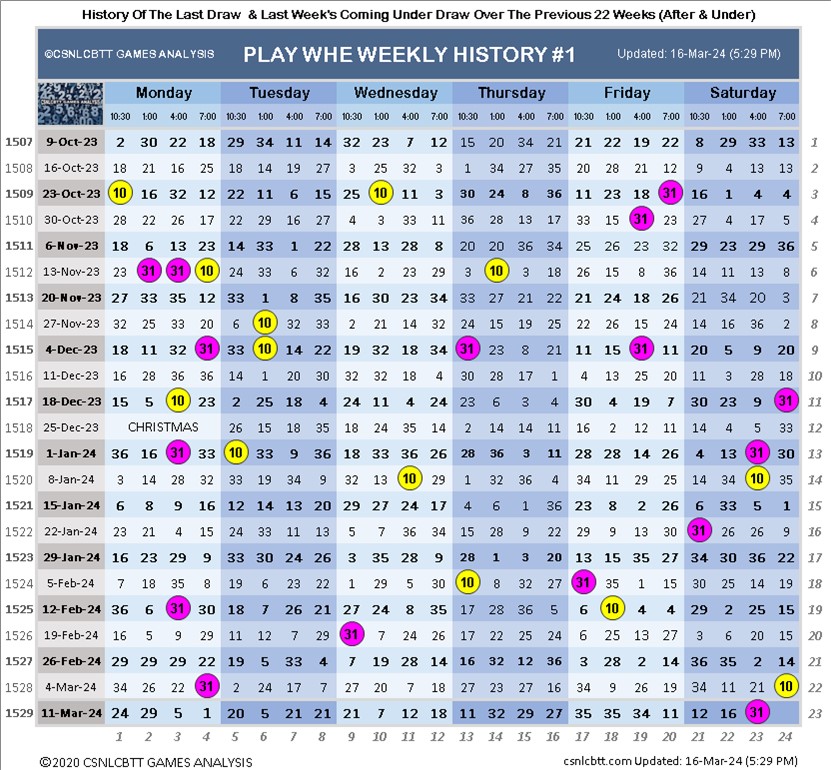 History Of The Last Draw & Last Week's Coming Under Draw Over The Previous 22 Weeks (After & Under)
©CSNLCBTT GAMES ANALYSIS PLAY WHE WEEKLY HISTORY #1 Updated: 16-Mar-24 (5:29 PM)
Monday Tuesday Wednesday Thursday Friday Saturday
10:30 1:00 4:00 7:00 10:30 1:00 4:00 7:00 10:30 1:00 4:00 7:00 10:30 1:00 4:00 7:00 10:30 1:00 4:00 7:00 10:30 1:00 4:00 7:00
1507 9-Oct-23 2 30 22 18 29 34 11 14 32 23 7 12 15 20 34 21 21 22 19 22 8 29 33 13 1
1508 16-Oct-23 18 21 16 25 18 14 19 27 3 25 32 3 1 34 27 35 20 28 21 12 9 4 13 13 2
1509 23-Oct-23 10 16 32 12 22 11 6 15 25 10 11 3 30 24 8 36 11 23 18 31 16 1 4 4 3
1510 30-Oct-23 28 22 26 17 22 29 16 27 4 3 33 11 36 28 13 17 33 15 31 23 27 4 17 5 4
1511 6-Nov-23 18 6 13 23 14 33 1 22 28 13 28 8 20 20 36 34 25 26 23 32 29 23 29 36 5
1512 13-Nov-23 23 31 31 10 24 33 6 32 16 2 23 29 3 10 3 18 26 15 8 36 14 11 13 8 6
1513 20-Nov-23 27 33 35 12 33 1 8 35 16 30 23 34 33 27 21 22 21 24 18 26 21 34 20 3 7
1514 27-Nov-23 32 25 33 20 6 10 32 33 2 21 14 32 24 15 19 25 22 26 15 24 14 16 36 2 8
1515 4-Dec-23 18 11 32 31 33 10 14 22 19 32 18 34 31 23 8 21 11 15 31 11 20 5 9 20 9
1516 11-Dec-23 16 28 36 36 14 1 20 30 32 32 18 4 30 28 17 1 4 13 25 20 11 3 28 18 10
1517 18-Dec-23 15 5 10 23 2 25 18 4 24 11 4 24 23 6 3 4 30 4 19 7 30 23 9 31 11
1518 25-Dec-23 CHRISTMAS 26 15 18 35 18 24 35 14 2 14 14 11 16 2 12 11 14 4 5 33 12
1519 1-Jan-24 36 16 31 33 10 33 9 36 18 33 36 26 28 36 3 11 28 28 14 26 4 13 31 30 13
1520 8-Jan-24 3 14 28 32 33 19 34 9 32 13 10 29 1 32 36 4 34 11 29 25 14 34 10 35 14
1521 15-Jan-24 6 8 9 16 12 14 13 20 29 27 24 17 4 6 1 36 23 8 2 26 6 33 5 1 15
1522 22-Jan-24 23 21 4 15 24 33 11 13 5 7 36 34 15 28 9 22 29 9 13 30 31 26 26 9 16
1523 29-Jan-24 16 23 29 9 33 30 24 26 3 35 28 9 28 1 3 20 13 15 35 27 34 30 36 22 17
1524 5-Feb-24 7 18 35 8 19 6 23 22 1 29 5 30 10 8 32 27 31 35 1 15 30 25 14 19 18
1525 12-Feb-24 36 6 31 30 18 7 26 21 27 24 8 35 17 28 36 5 6 10 4 4 29 2 25 15 19
1526 19-Feb-24 16 5 9 29 11 12 7 29 31 7 24 26 17 22 25 24 6 25 13 27 3 6 20 15 20
1527 26-Feb-24 29 29 29 22 19 5 33 4 7 19 28 14 16 32 12 36 3 28 2 14 36 35 2 14 21
1528 4-Mar-24 34 26 22 31 2 24 17 7 27 20 7 18 27 23 27 16 34 9 26 19 34 11 21 10 22
1529 11-Mar-24 24 29 5 1 20 5 21 21 21 7 12 18 11 32 29 27 35 35 34 11 12 16 31 23
1 2 3 4 5 6 7 8 9 10 11 12 13 14 15 16 17 18 19 20 21 22 23 24
©2020 CSNLCBTT GAMES ANALYSIS csnlcbtt.com Updated: 16-Mar-24 (5:29 PM)